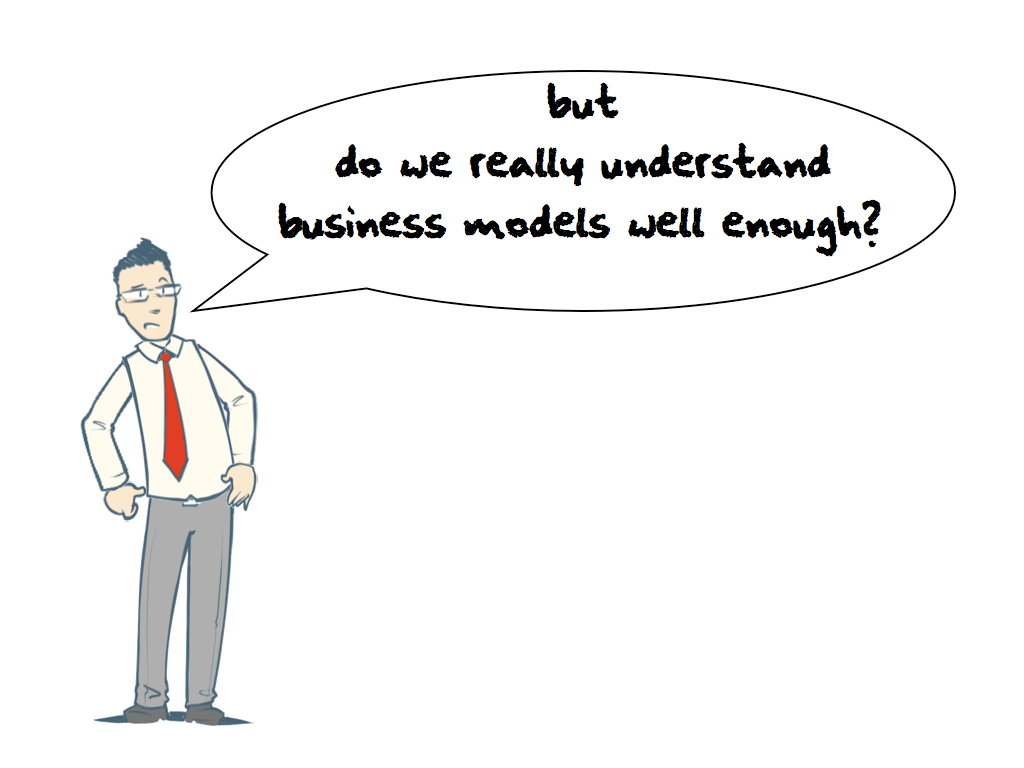 but
do we really understand
business models well enough?